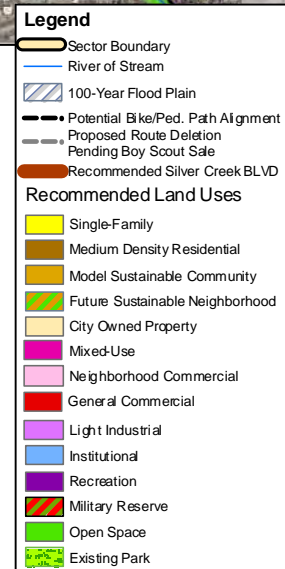 Legend
Sector Boundary
River of Stream
100-Year Flood Plain
Potential Bike/Ped. Path Alignment
Proposed Route Deletion
Pending Boy Scout Sale
Recommended Silver Creek BLVD
Recommended Land Uses
Single-Family
Medium Density Residential
Model Sustainable Community
Future Sustainable Neighborhood
City Owned Property
Mixed-Use
Neighborhood Commercial
General Commercial
Light Industrial
Institutional
Recreation
Military Reserve
Open Space
Existing Park